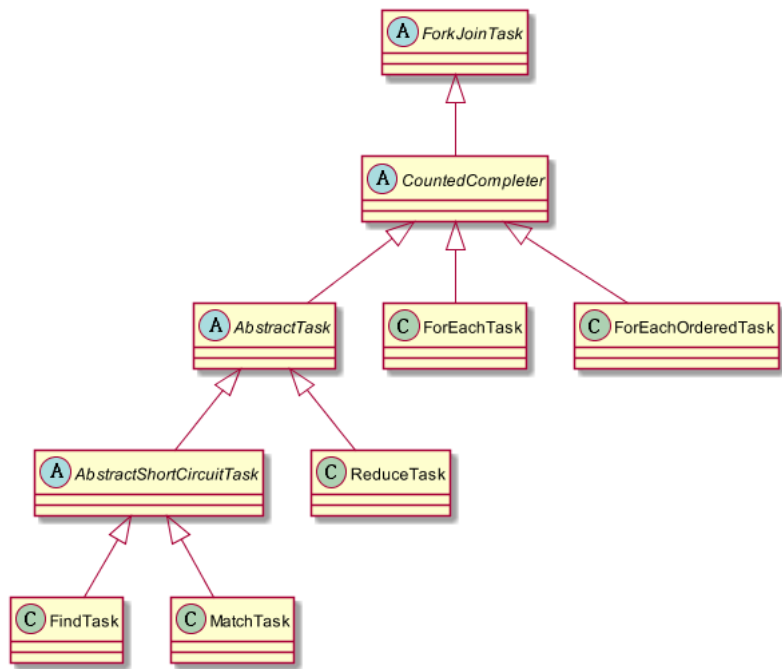 A ForkJoinTask
A CountedCompleter
A AbstractTask
C ForEachTask
C ForEachOrderedTask
A AbstractShortCircuitTask
C ReduceTask
C FindTask
C MatchTask